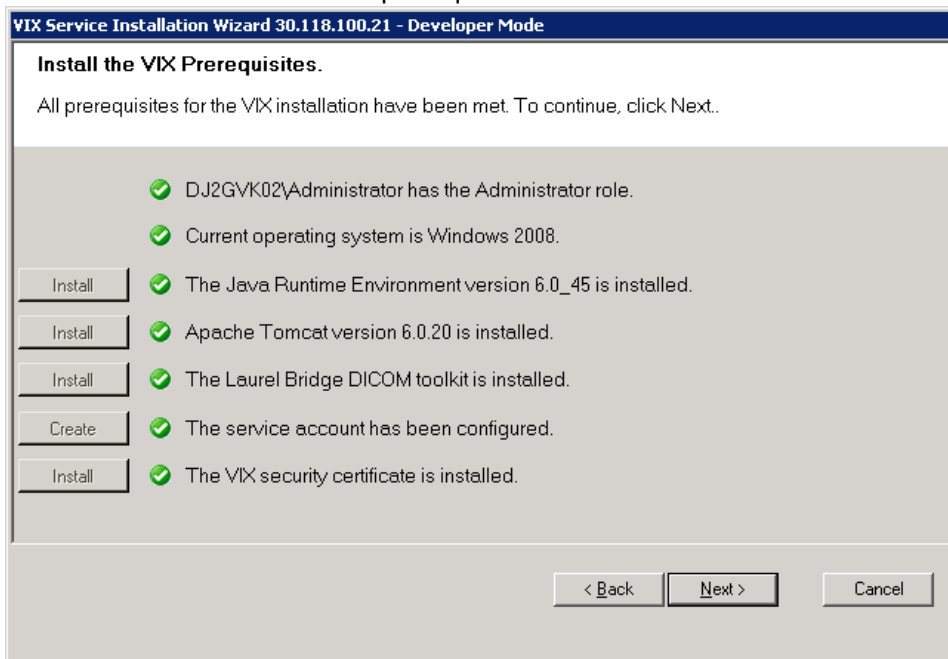 VIX Service Installation Wizard 30.118.100.21 - Developer Mode
Install the VIX Prerequisites.
All prerequisites for the VIX installation have been met. To continue, click Next..
DJ2GVK02\Administrator has the Administrator role.
Current operating system is Windows 2008.
Install The Java Runtime Environment version 6.0_45 is installed.
Install Apache Tomcat version 6.0.20 is installed.
Install The Laurel Bridge DICOM toolkit is installed.
Create The service account has been configured.
Install The VIX security certificate is installed.
< Back Next > Cancel